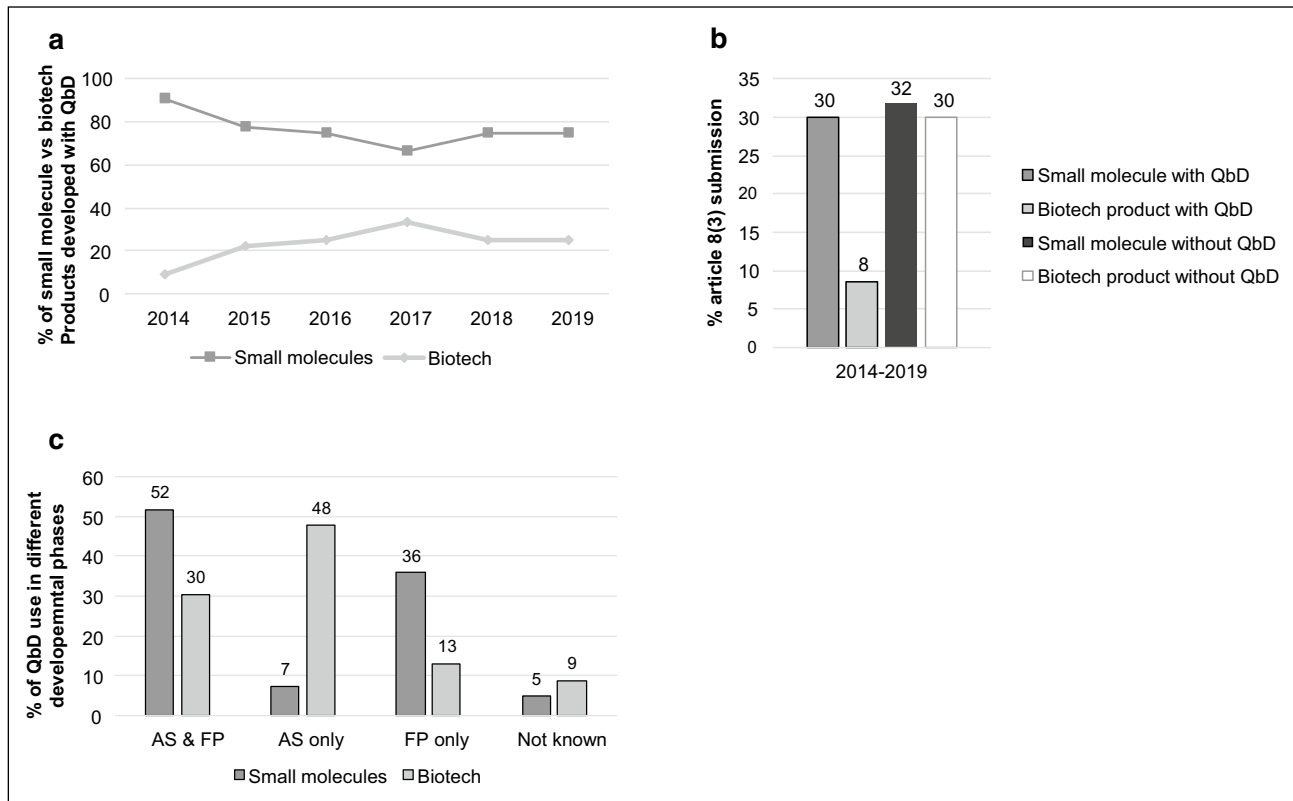 a
% of small molecule vs biotech
Products developed with QbD
100
80
60
40
20
0
2014 2015 2016 2017 2018 2019
Small molecules Biotech
b
% article 8(3) submission
35
30
25
20
15
10
5
0
30 8 32 30
2014-2019
Small molecule with QbD
Biotech product with QbD
Small molecule without QbD
Biotech product without QbD
c
% of QbD use in different
developemntal phases
60
50
40
30
20
10
0
52 30 7 48 36 13 5 9
AS & FP AS only FP only Not known
Small molecules Biotech